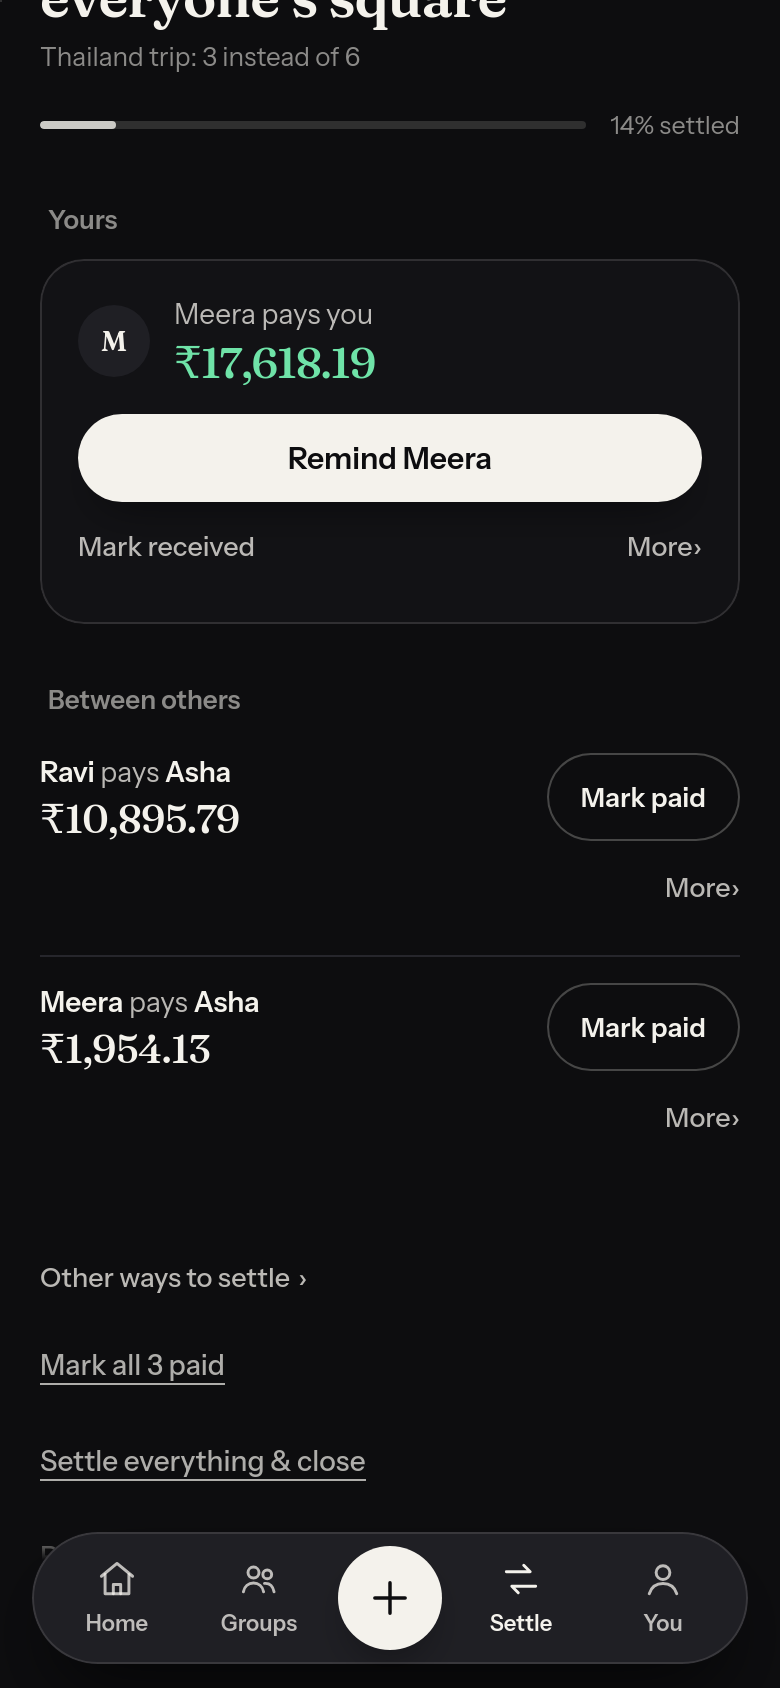 everyone's square
Thailand trip: 3 instead of 6
14% settled
Yours
M
Meera pays you
₹17,618.19
Remind Meera
Mark received
More›
Between others
Ravi pays Asha
₹10,895.79
Mark paid
More›
Meera pays Asha
₹1,954.13
Mark paid
More›
Other ways to settle ›
Mark all 3 paid
Settle everything & close
Home
Groups
Settle
You